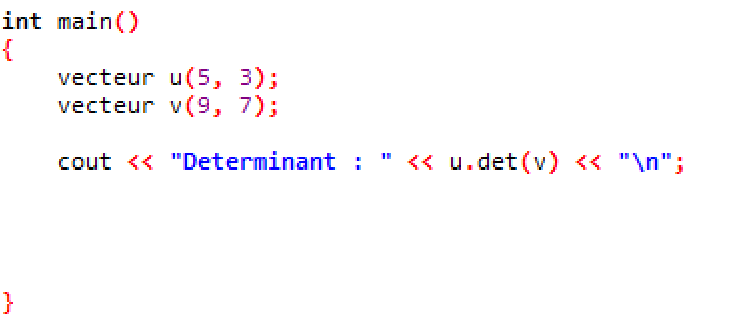 int main()
{
    vecteur u(5, 3);
    vecteur v(9, 7);
    cout << "Determinant : " << u.det(v) << "\n";
}